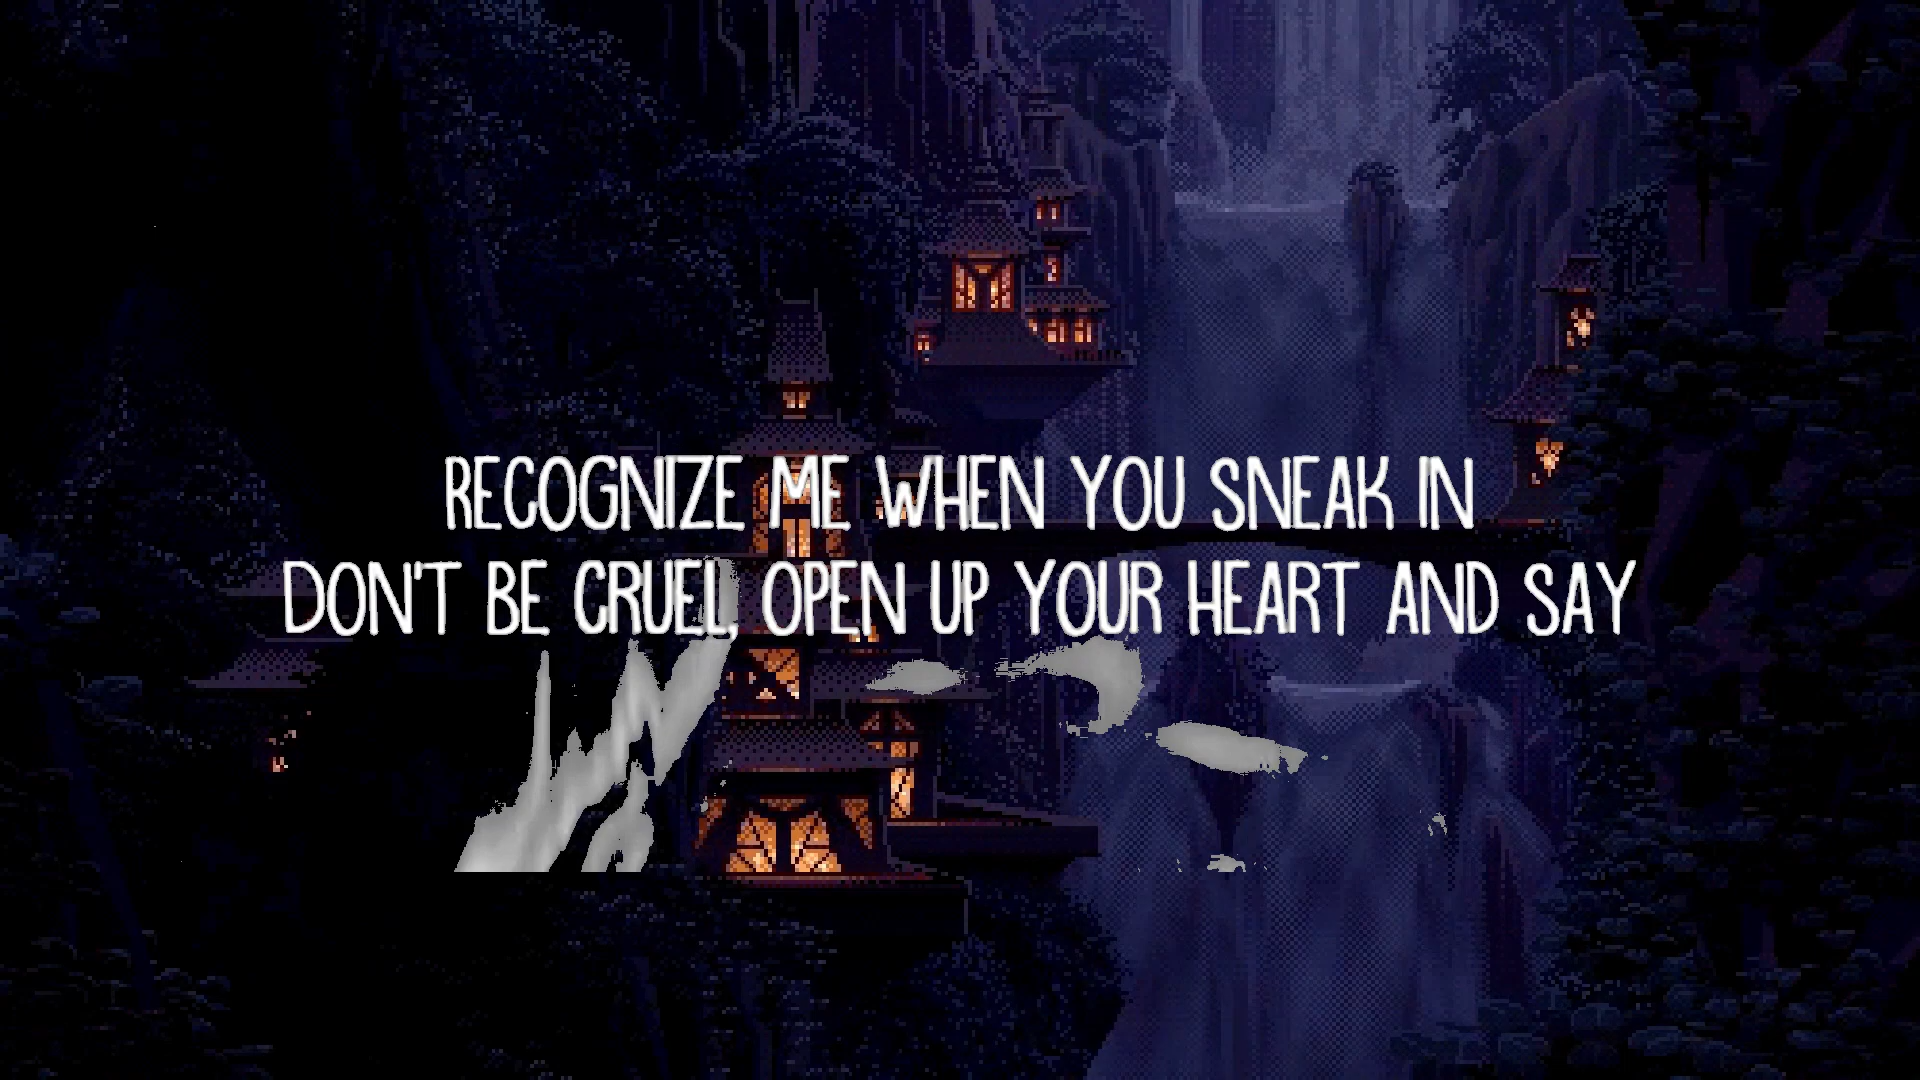 RECOGNIZE ME WHEN YOU SNEAK IN
DON'T BE CRUEL, OPEN UP YOUR HEART AND SAY